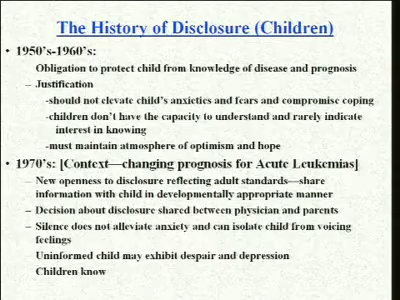 The History of Disclosure (Children)
• 1950's-1960's:
Obligation to protect child from knowledge of disease and prognosis
– Justification
-should not elevate child's anxieties and fears and compromise coping
-children don't have the capacity to understand and rarely indicate
interest in knowing
-must maintain atmosphere of optimism and hope
• 1970's: [Context—changing prognosis for Acute Leukemias]
– New openness to disclosure reflecting adult standards—share
information with child in developmentally appropriate manner
– Decision about disclosure shared between physician and parents
– Silence does not alleviate anxiety and can isolate child from voicing
feelings
Uninformed child may exhibit despair and depression
Children know